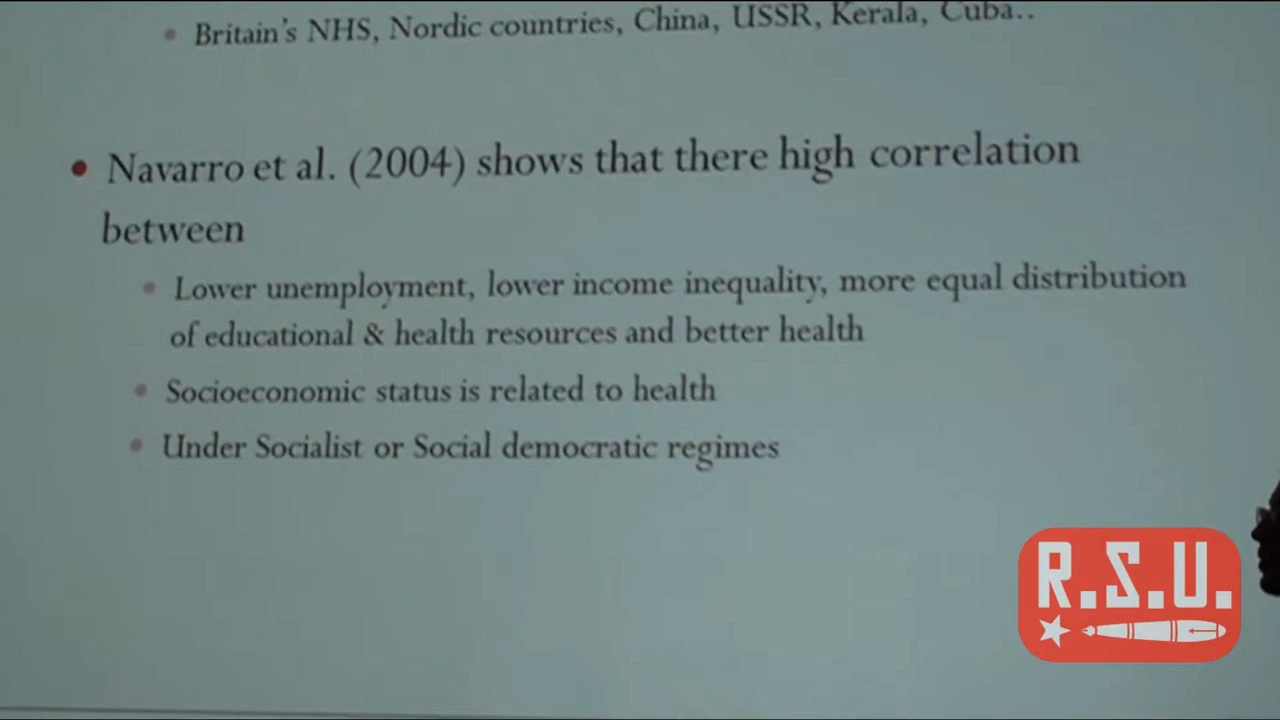 Britain's NHS, Nordic countries, China, USSR, Kerala, Cuba..
Navarro et al. (2004) shows that there high correlation
between
Lower unemployment, lower income inequality, more equal distribution
of educational & health resources and better health
Socioeconomic status is related to health
Under Socialist or Social democratic regimes
R.S.U.